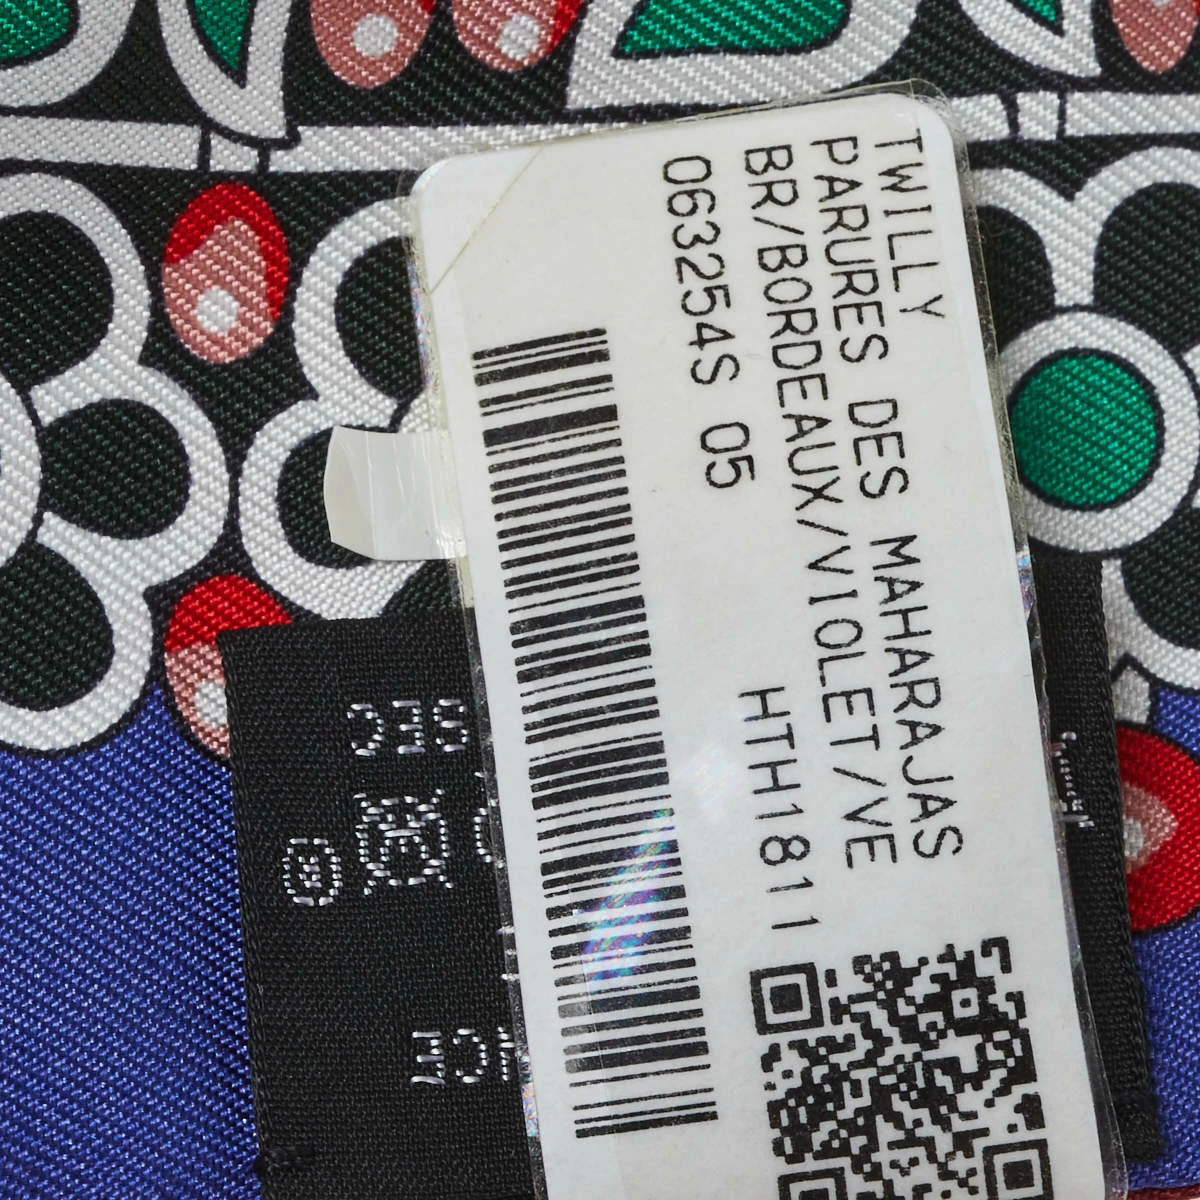 TWILLY
PARURES DES MAHARAJAS
BR/BORDEAUX/VIOLET/VE
063254S 05 HTH1811